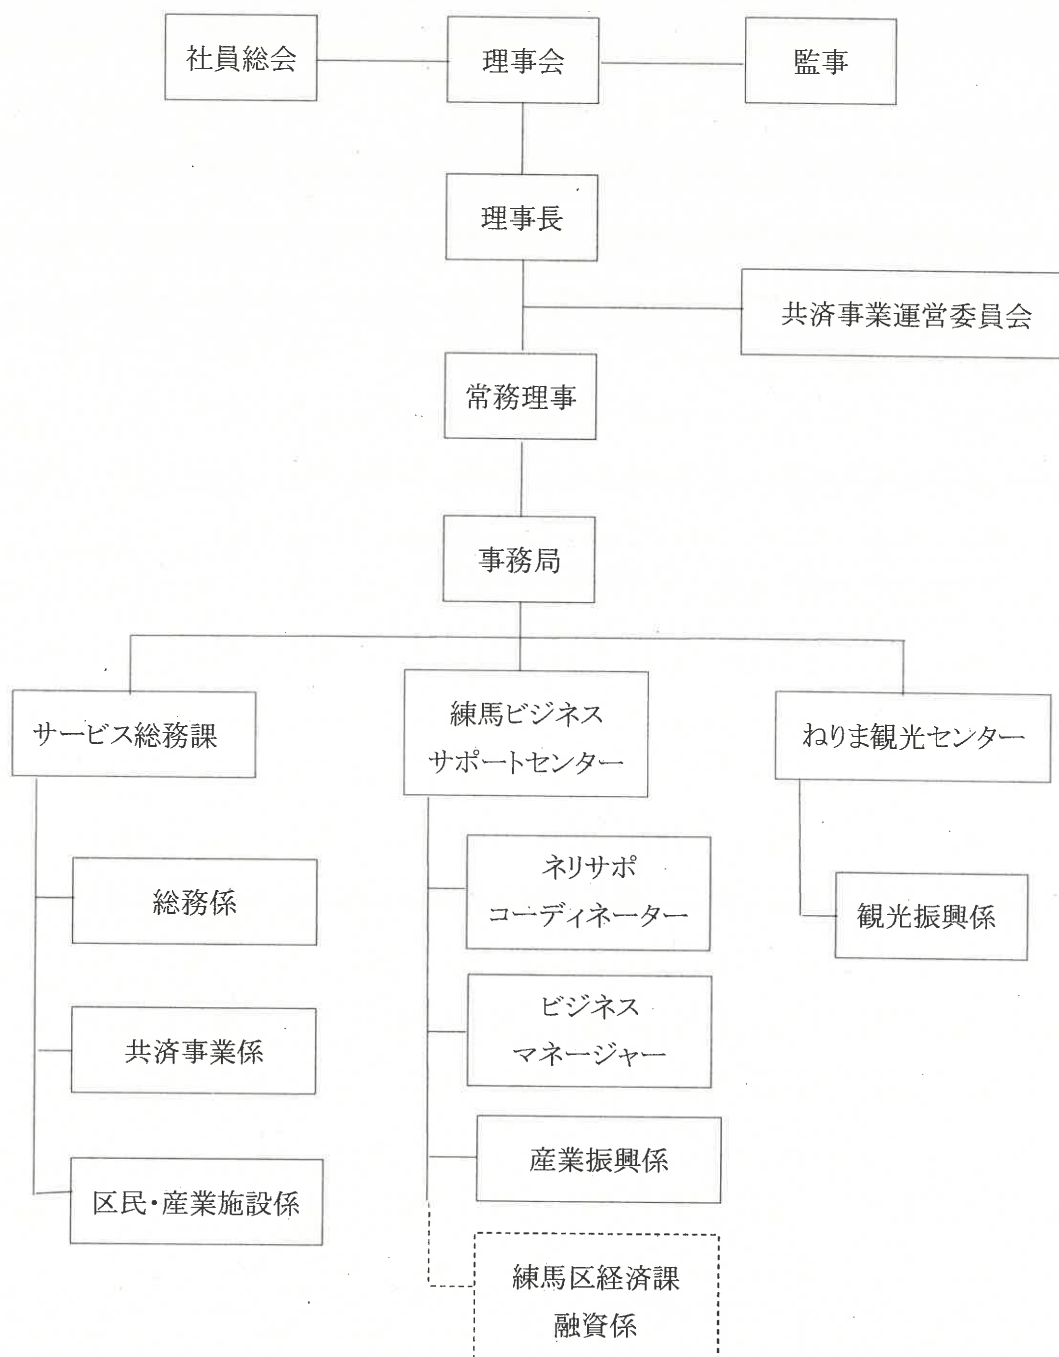 社員総会
理事会
監事
理事長
共済事業運営委員会
常務理事
事務局
サービス総務課
総務係
共済事業係
区民・産業施設係
練馬ビジネス
サポートセンター
ネリサポ
コーディネーター
ビジネス
マネージャー
産業振興係
練馬区経済課
融資係
ねりま観光センター
観光振興係